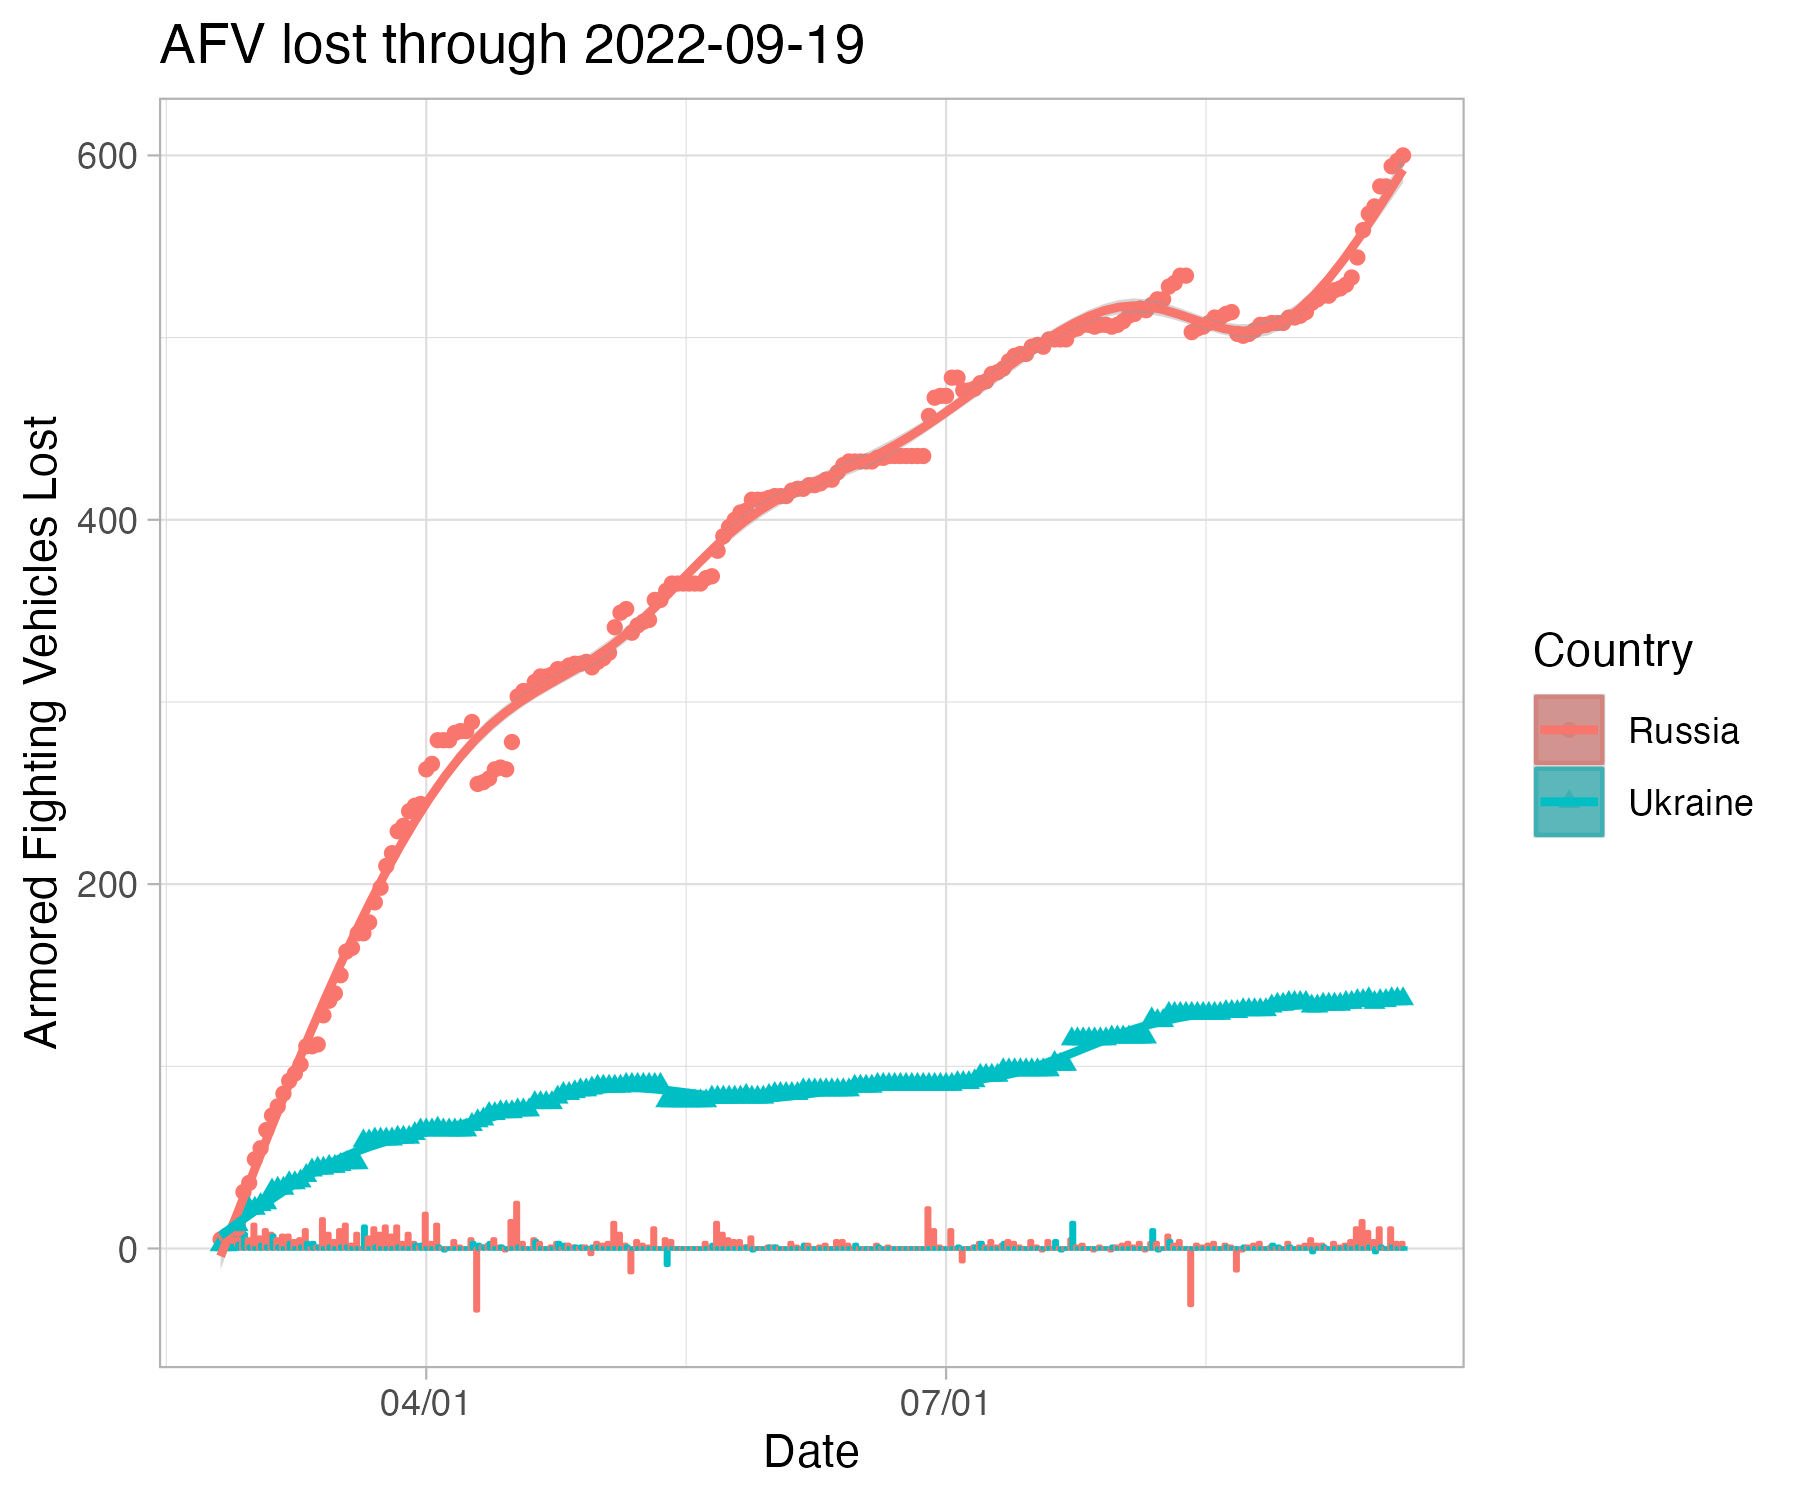 AFV lost through 2022-09-19
Armored Fighting Vehicles Lost
600
400
200
0
04/01
07/01
Date
Country
Russia
Ukraine